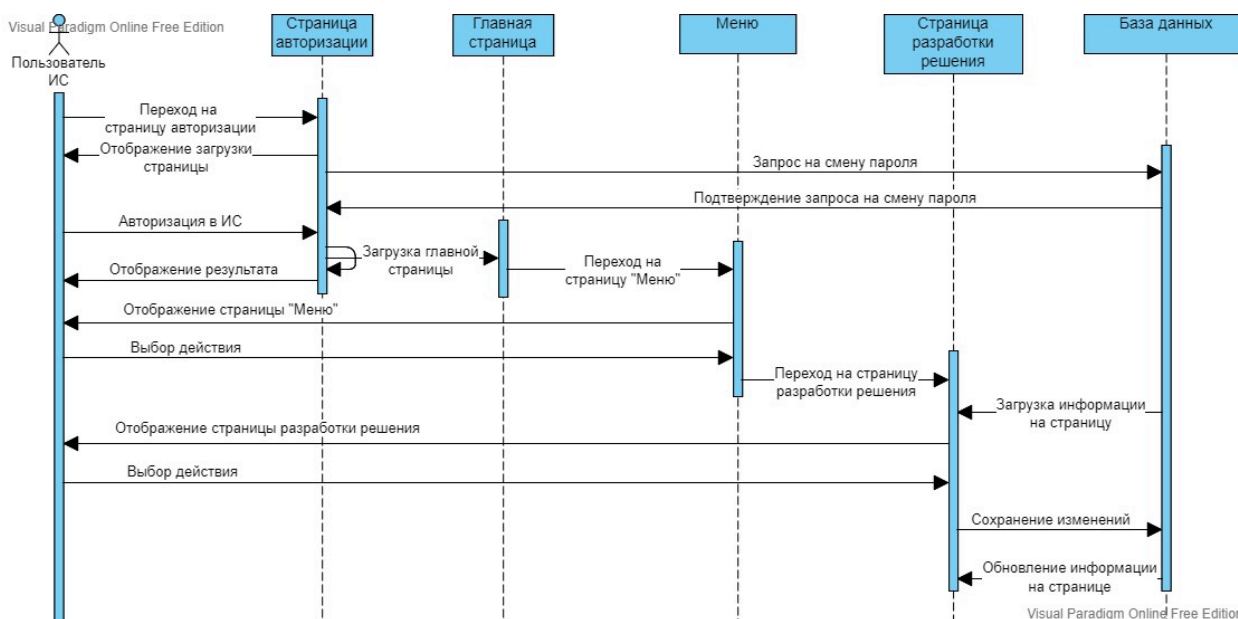 Visual Paradigm Online Free Edition
Пользователь
ИС
Страница
авторизации
Главная
страница
Меню
Страница
разработки
решения
База данных
Переход на
страницу авторизации
Отображение загрузки
страницы
Запрос на смену пароля
Подтверждение запроса на смену пароля
Авторизация в ИС
Загрузка главной
страницы
Переход на
страницу "Меню"
Отображение результата
Отображение страницы "Меню"
Выбор действия
Переход на страницу
разработки решения
Загрузка информации
на страницу
Отображение страницы разработки решения
Выбор действия
Сохранение изменений
Обновление информации
на странице
Visual Paradigm Online Free Edition